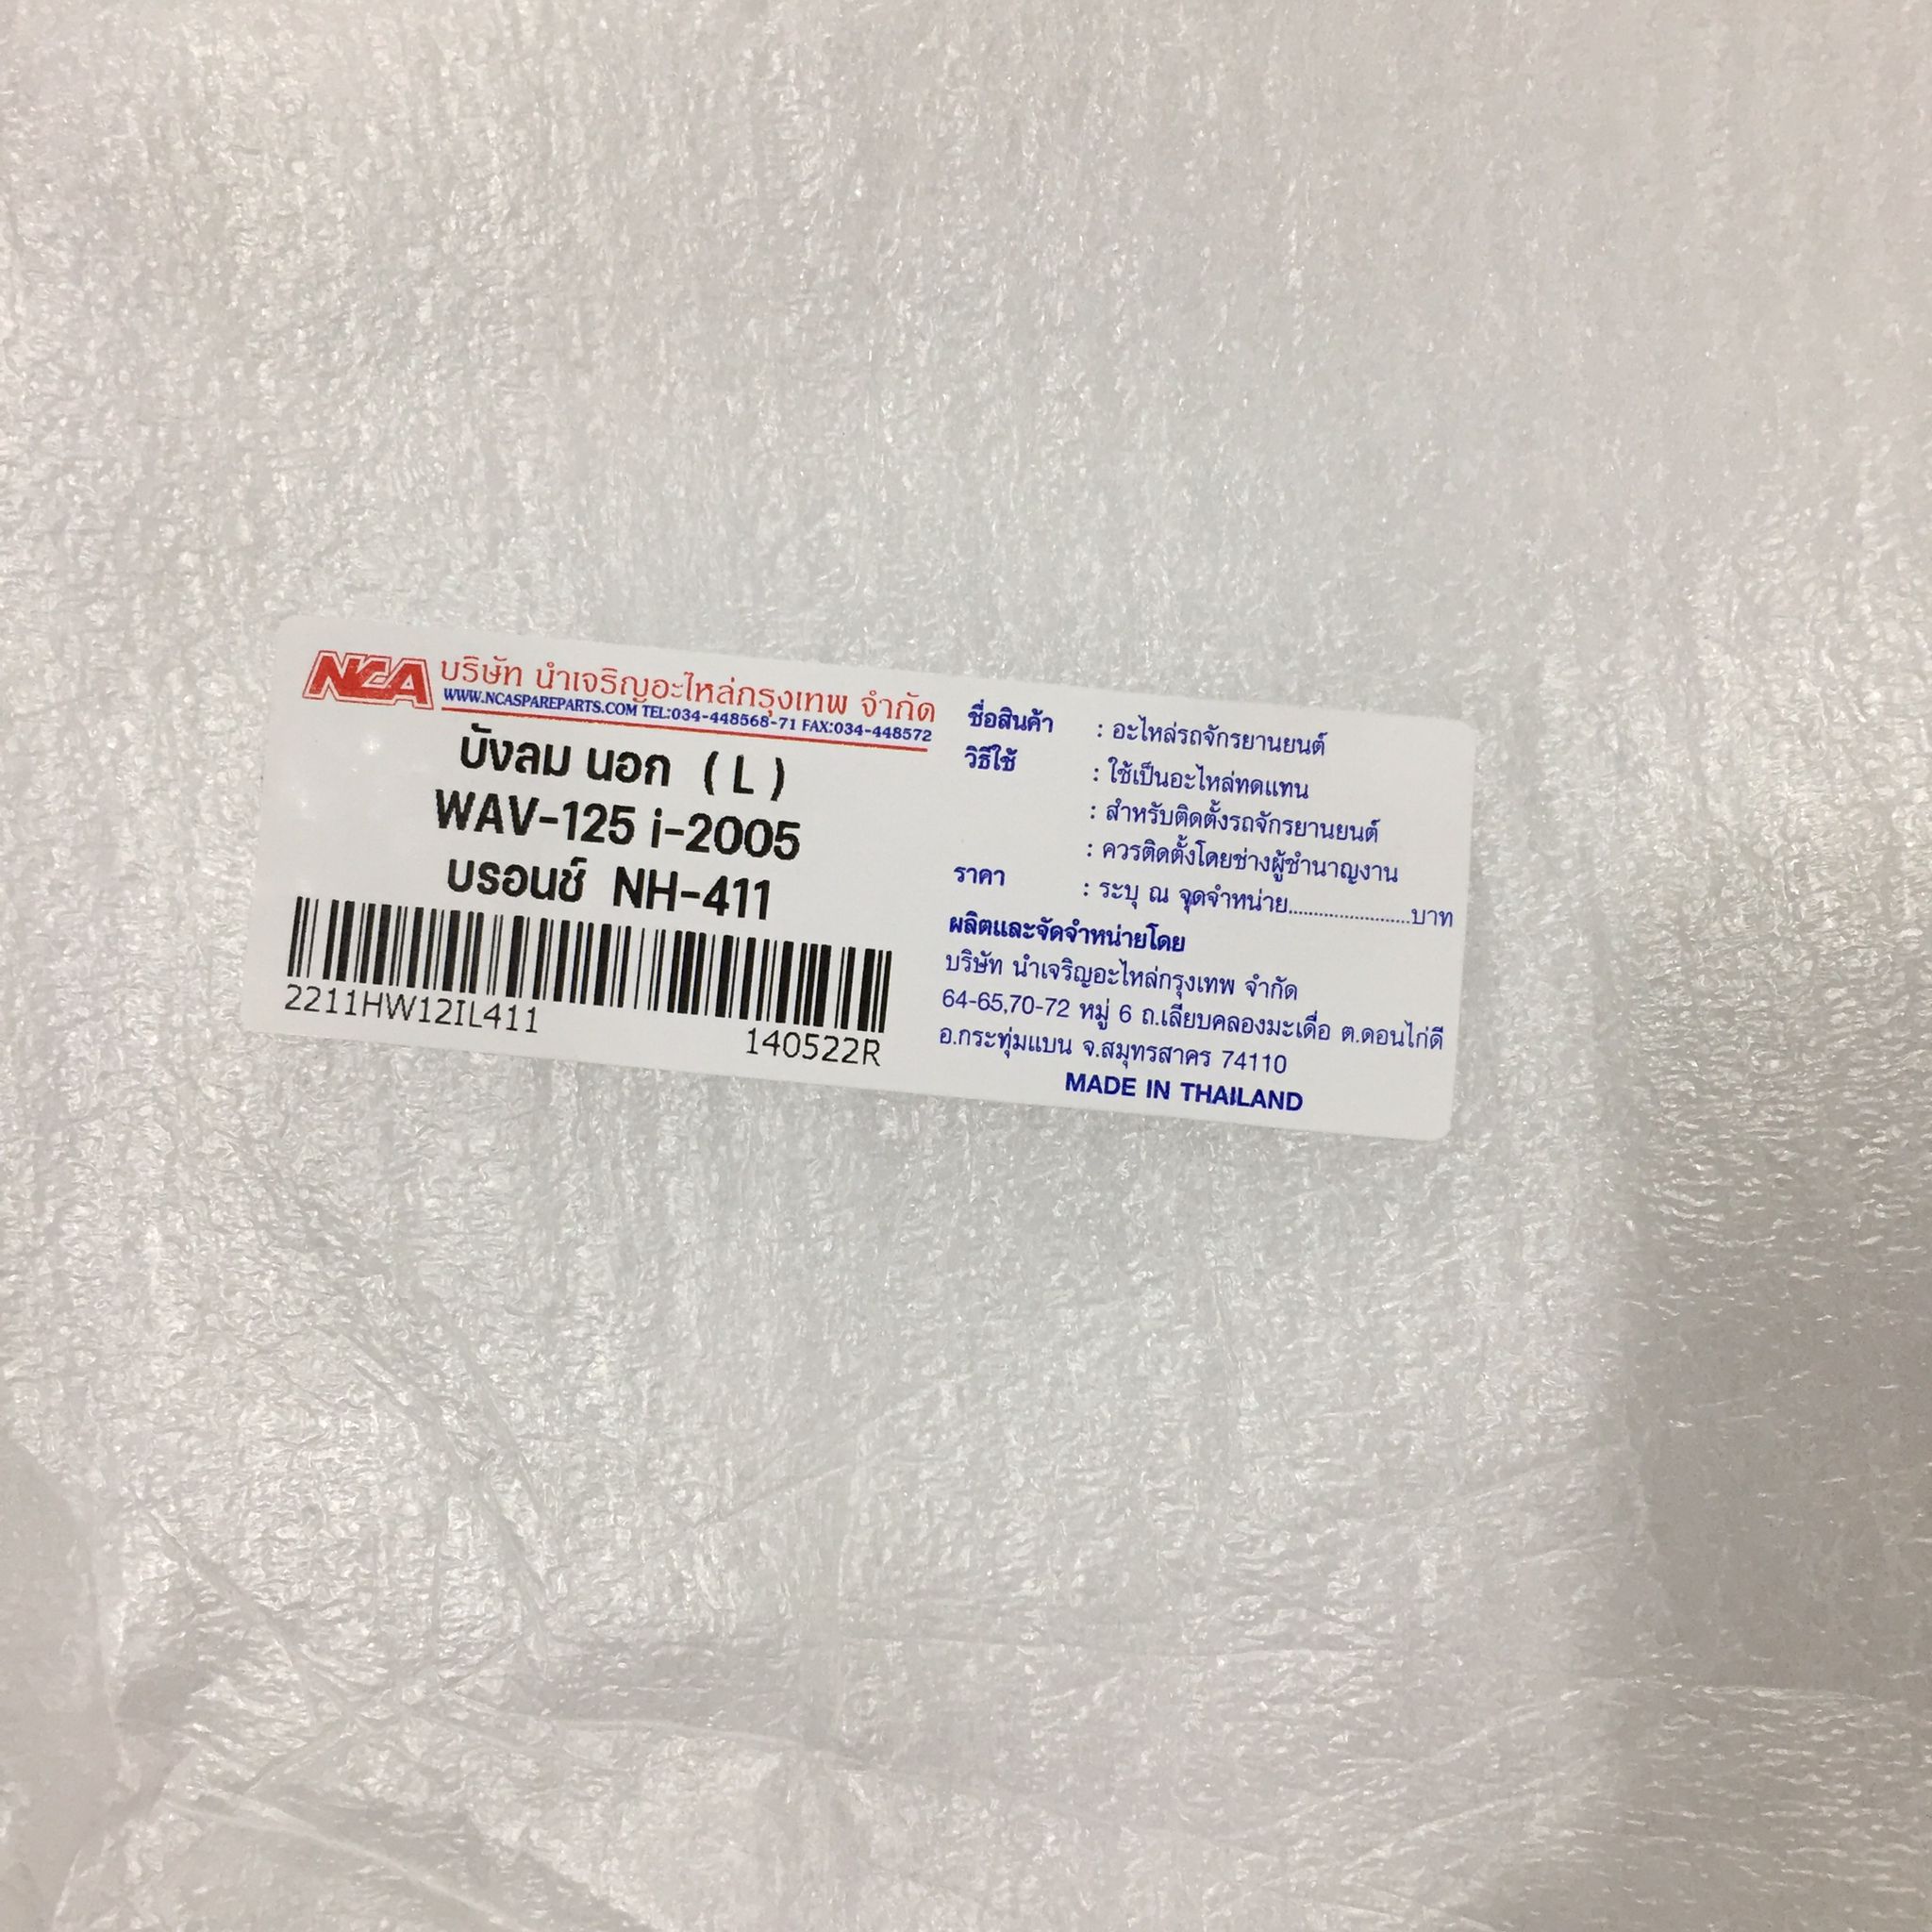 NCA บริษัท นำเจริญอะไหล่กรุงเทพ จำกัด
WWW.NCASPAREPARTS.COM TEL:034-448568-71 FAX:034-448572
บังลม นอก ( L )
WAV-125 i-2005
บรอนช์ NH-411
2211HW12IL411
140522R
ชื่อสินค้า : อะไหล่รถจักรยานยนต์
วิธีใช้ : ใช้เป็นอะไหล่ทดแทน
: สำหรับติดตั้งรถจักรยานยนต์
: ควรติดตั้งโดยช่างผู้ชำนาญงาน
ราคา : ระบุ ณ จุดจำหน่าย........................บาท
ผลิตและจัดจำหน่ายโดย
บริษัท นำเจริญอะไหล่กรุงเทพ จำกัด
64-65,70-72 หมู่ 6 ถ.เลียบคลองมะเดื่อ ต.ดอนไก่ดี
อ.กระทุ่มแบน จ.สมุทรสาคร 74110
MADE IN THAILAND